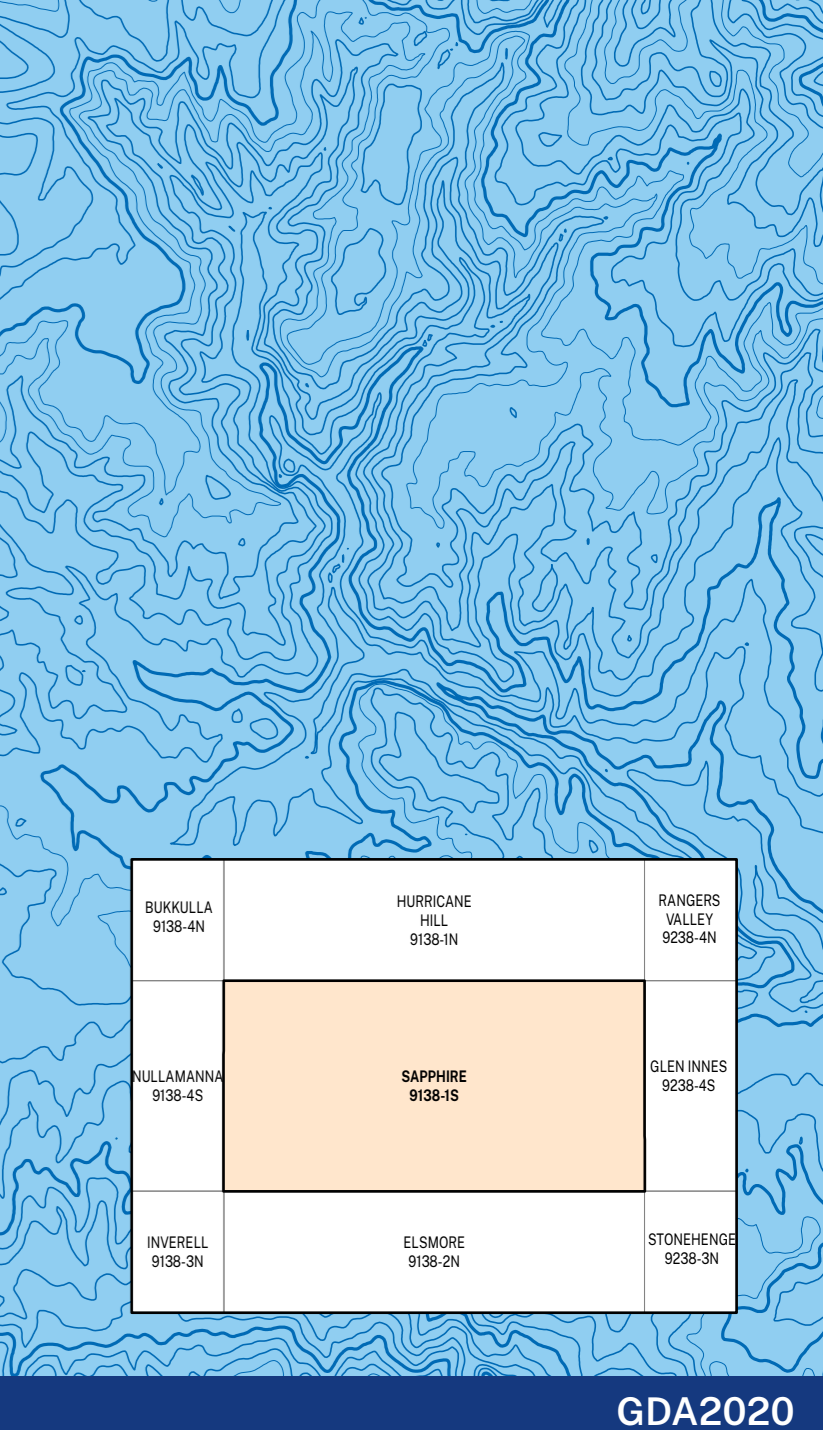 BUKKULLA
9138-4N
HURRICANE
HILL
9138-1N
RANGERS
VALLEY
9238-4N
NULLAMANNA
9138-4S
SAPPHIRE
9138-1S
GLEN INNES
9238-4S
INVERELL
9138-3N
ELSMORE
9138-2N
STONEHENGE
9238-3N
GDA2020